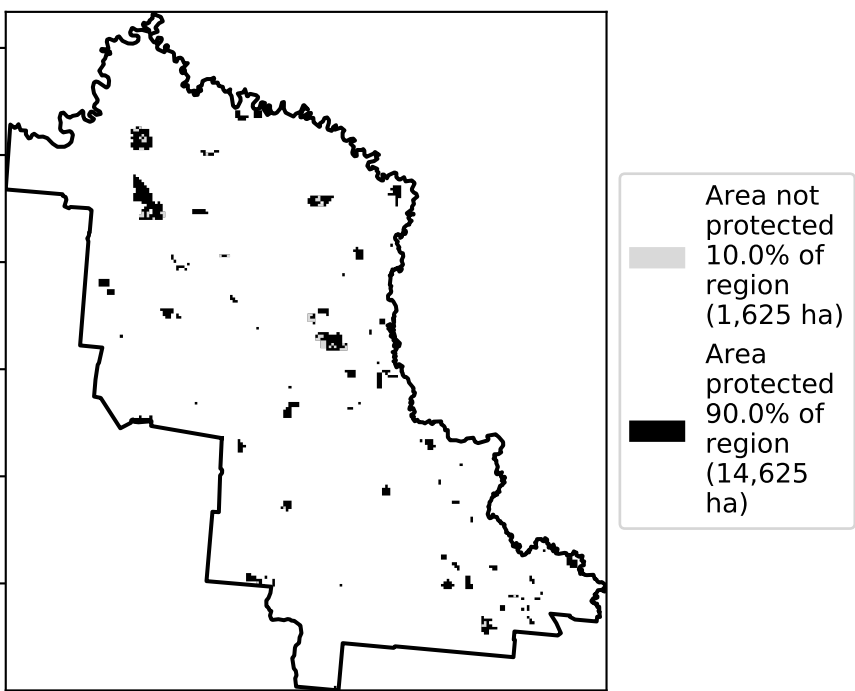 Area not
protected
10.0% of
region
(1,625 ha)
Area
protected
90.0% of
region
(14,625
ha)